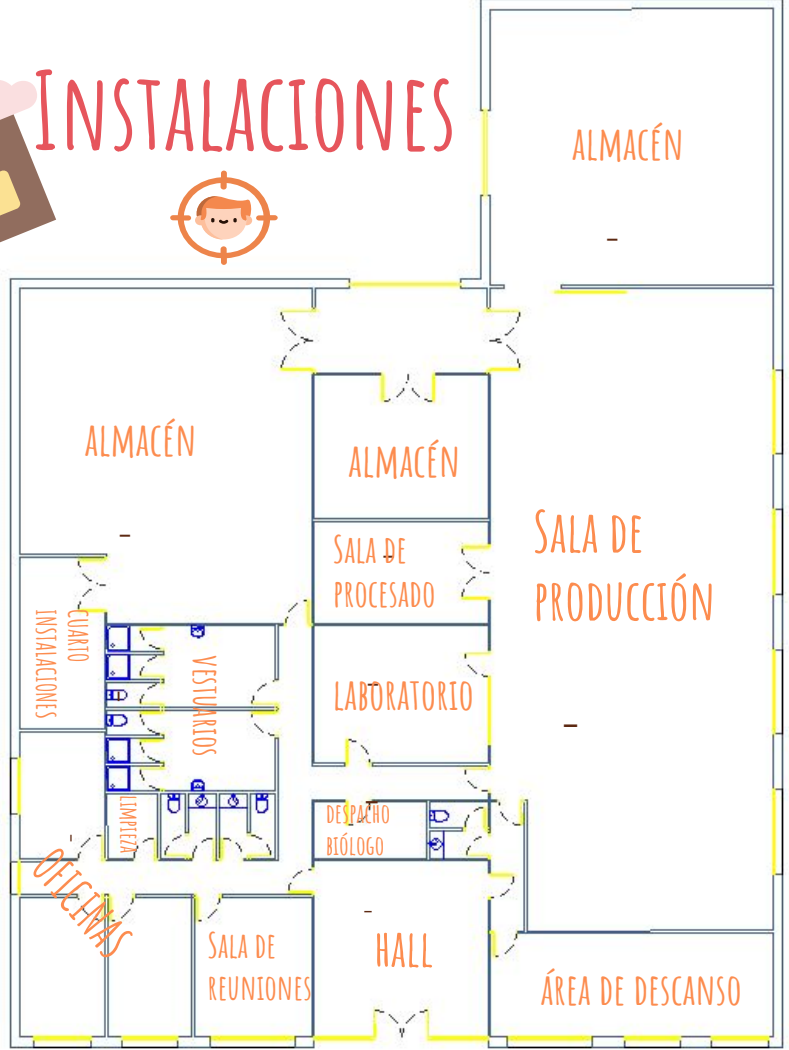 INSTALACIONES
ALMACÉN
ALMACÉN
ALMACÉN
SALA DE
PROCESADO
SALA DE
PRODUCCIÓN
CUARTO
INSTALACIONES
VESTUARIOS
LABORATORIO
LIMPIEZA
DESPACHO
BIÓLOGO
OFICINAS
SALA DE
REUNIONES
HALL
ÁREA DE DESCANSO